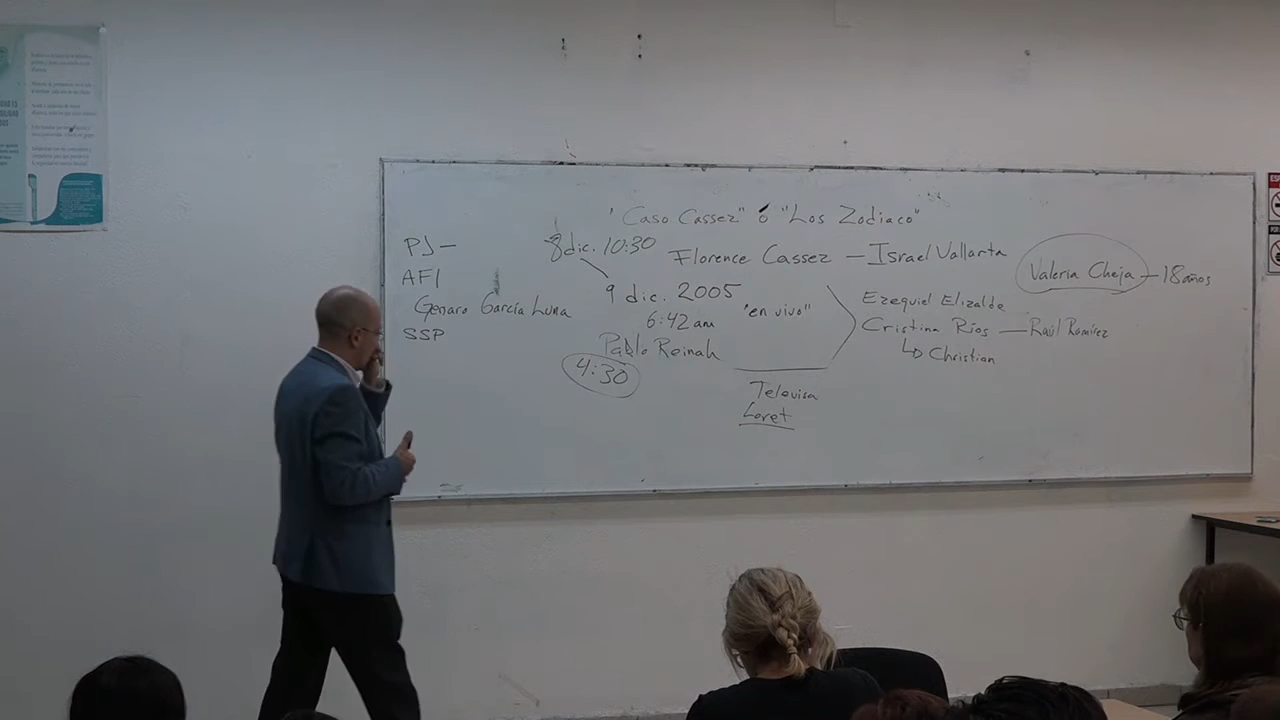 "Caso Cassez" ó "Los Zodiaco"
PJ –
AFI
Genaro García Luna
SSP
8 dic. 10:30
9 dic. 2005
6:42 am
"en vivo"
Pablo Reinah
4:30
Televisa
Loret
Florence Cassez – Israel Vallarta
Ezequiel Elizalde
Cristina Ríos — Raúl Ramírez
↳ Christian
Valeria Cheja – 18 años